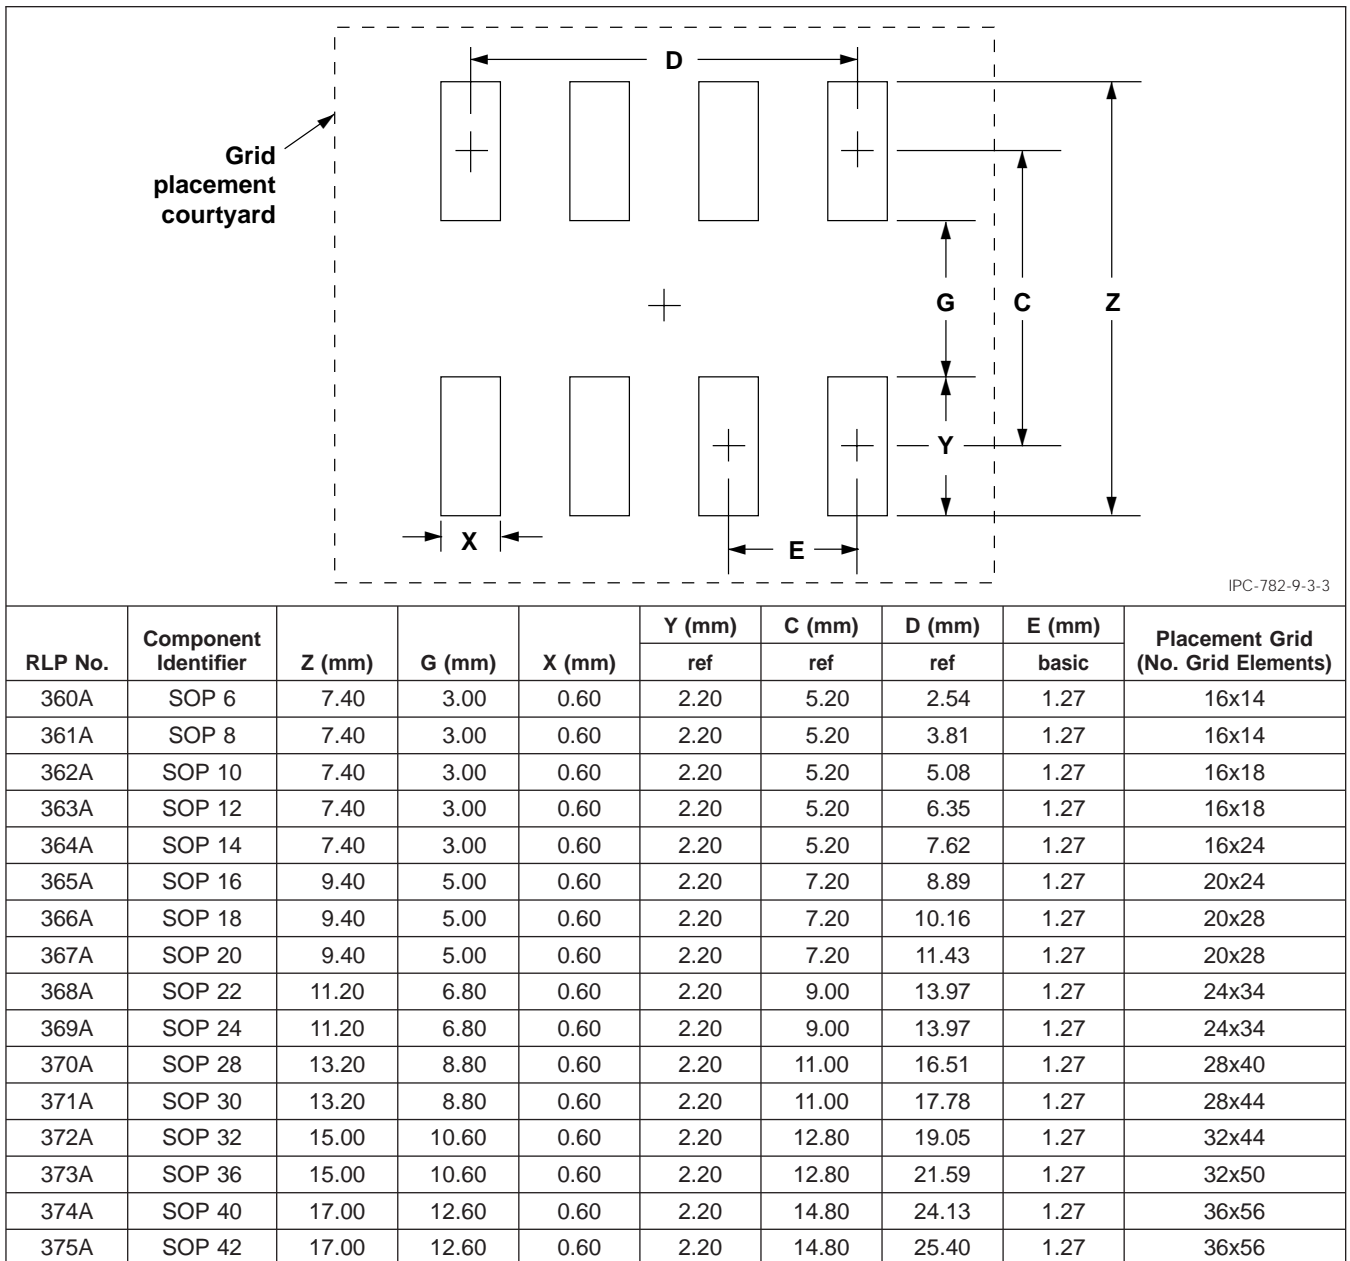 D
Grid
placement
courtyard
G C Z
Y
X E
IPC-782-9-3-3
RLP No. Component Identifier Z (mm) G (mm) X (mm) Y (mm) ref C (mm) ref D (mm) ref E (mm) basic Placement Grid (No. Grid Elements)
360A SOP 6 7.40 3.00 0.60 2.20 5.20 2.54 1.27 16x14
361A SOP 8 7.40 3.00 0.60 2.20 5.20 3.81 1.27 16x14
362A SOP 10 7.40 3.00 0.60 2.20 5.20 5.08 1.27 16x18
363A SOP 12 7.40 3.00 0.60 2.20 5.20 6.35 1.27 16x18
364A SOP 14 7.40 3.00 0.60 2.20 5.20 7.62 1.27 16x24
365A SOP 16 9.40 5.00 0.60 2.20 7.20 8.89 1.27 20x24
366A SOP 18 9.40 5.00 0.60 2.20 7.20 10.16 1.27 20x28
367A SOP 20 9.40 5.00 0.60 2.20 7.20 11.43 1.27 20x28
368A SOP 22 11.20 6.80 0.60 2.20 9.00 13.97 1.27 24x34
369A SOP 24 11.20 6.80 0.60 2.20 9.00 13.97 1.27 24x34
370A SOP 28 13.20 8.80 0.60 2.20 11.00 16.51 1.27 28x40
371A SOP 30 13.20 8.80 0.60 2.20 11.00 17.78 1.27 28x44
372A SOP 32 15.00 10.60 0.60 2.20 12.80 19.05 1.27 32x44
373A SOP 36 15.00 10.60 0.60 2.20 12.80 21.59 1.27 32x50
374A SOP 40 17.00 12.60 0.60 2.20 14.80 24.13 1.27 36x56
375A SOP 42 17.00 12.60 0.60 2.20 14.80 25.40 1.27 36x56